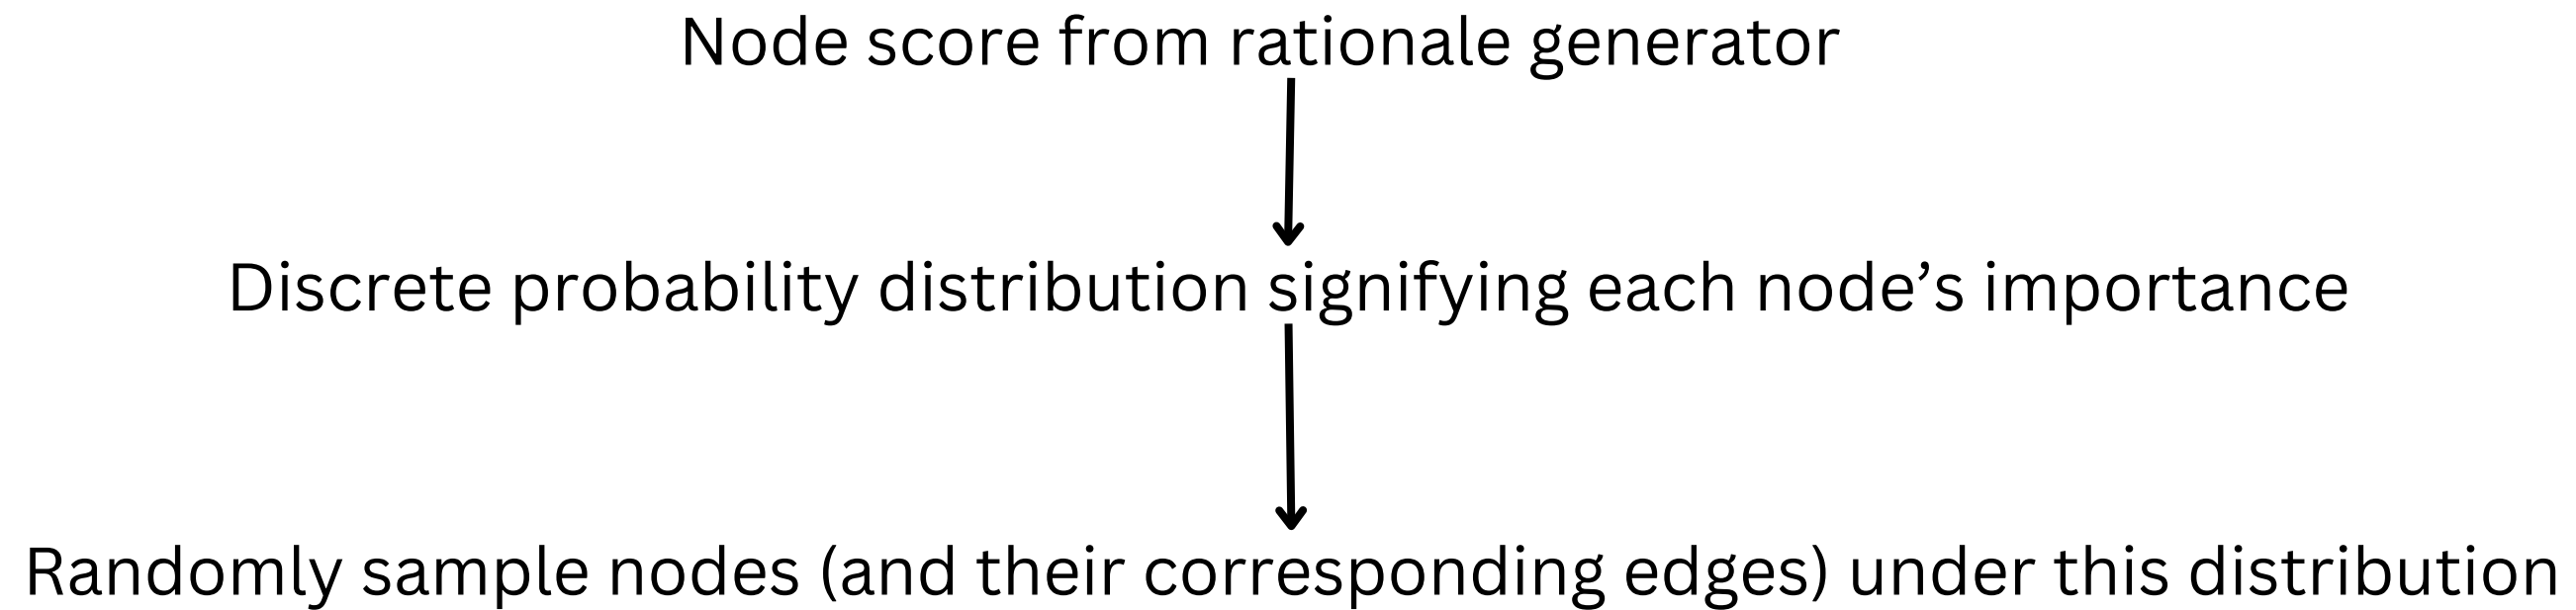 Node score from rationale generator
Discrete probability distribution signifying each node’s importance
Randomly sample nodes (and their corresponding edges) under this distribution